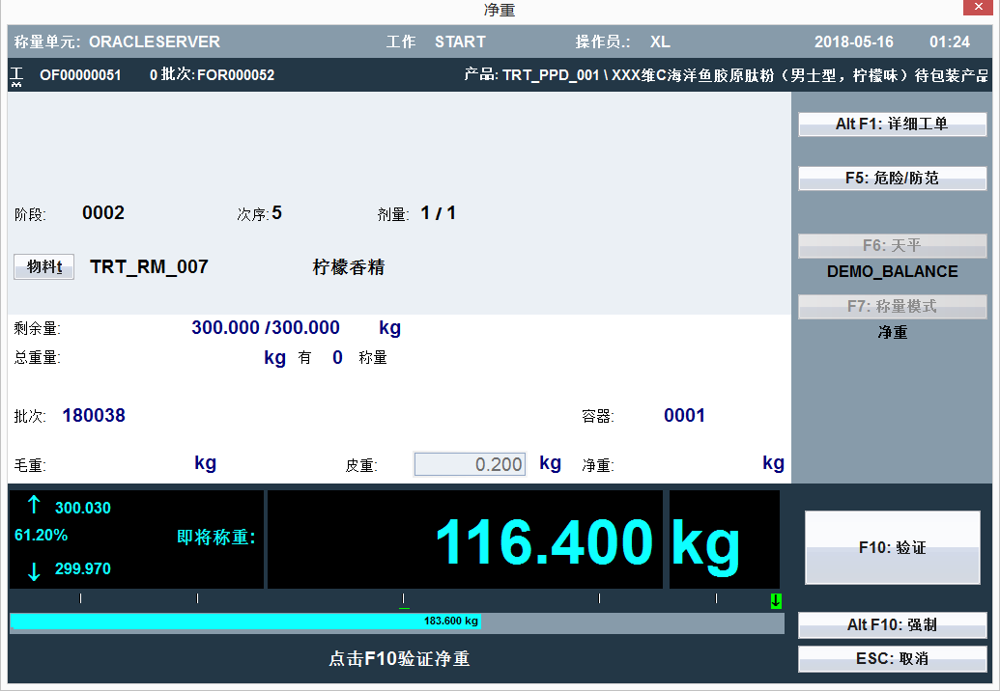 净重
称量单元: ORACLESERVER 工作 START 操作员.: XL 2018-05-16 01:24
工 OF00000051 0 批次:FOR000052 产品: TRT_PPD_001 \ XXX维C海洋鱼胶原肽粉（男士型，柠檬味）待包装产品
Alt F1: 详细工单
F5: 危险/防范
阶段: 0002 次序:5 剂量: 1 / 1
F6: 天平
物料t TRT_RM_007 柠檬香精
DEMO_BALANCE
F7: 称量模式
净重
剩余量: 300.000 /300.000 kg
总重量: kg 有 0 称量
批次: 180038 容器: 0001
毛重: kg 皮重: 0.200 kg 净重: kg
↑ 300.030
61.20% 即将称重: 116.400 kg
↓ 299.970
F10: 验证
183.600 kg
Alt F10: 强制
点击F10验证净重
ESC: 取消